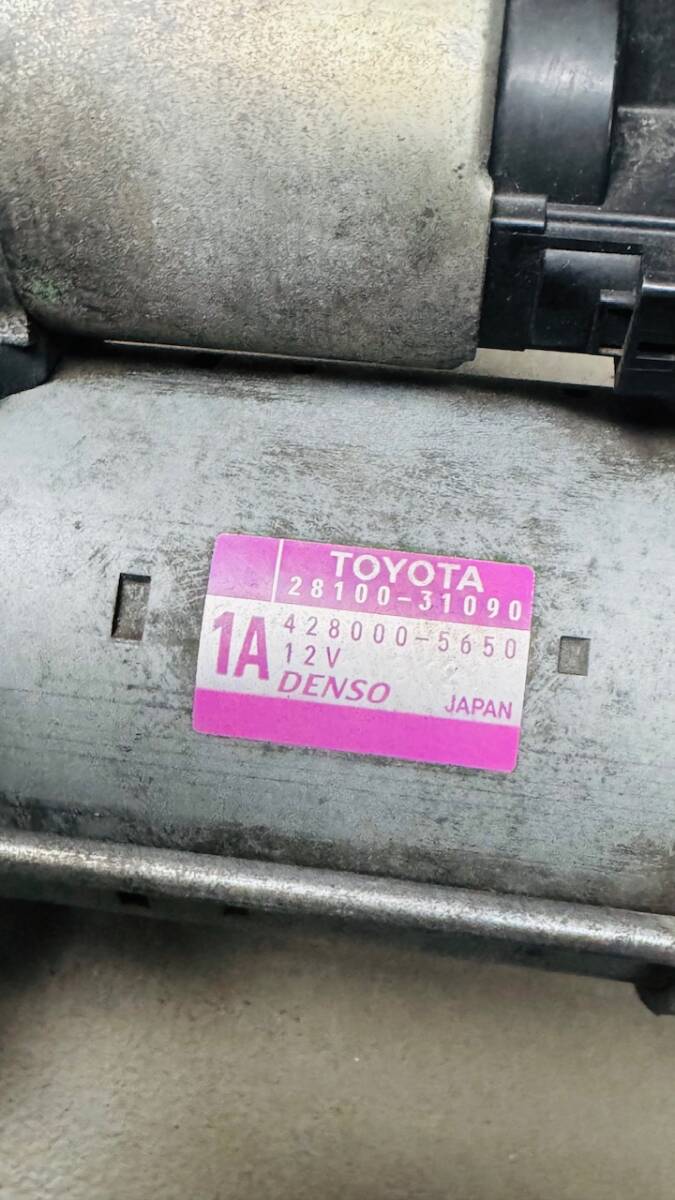 TOYOTA
28100-31090
1A
428000-5650
12V
DENSO JAPAN